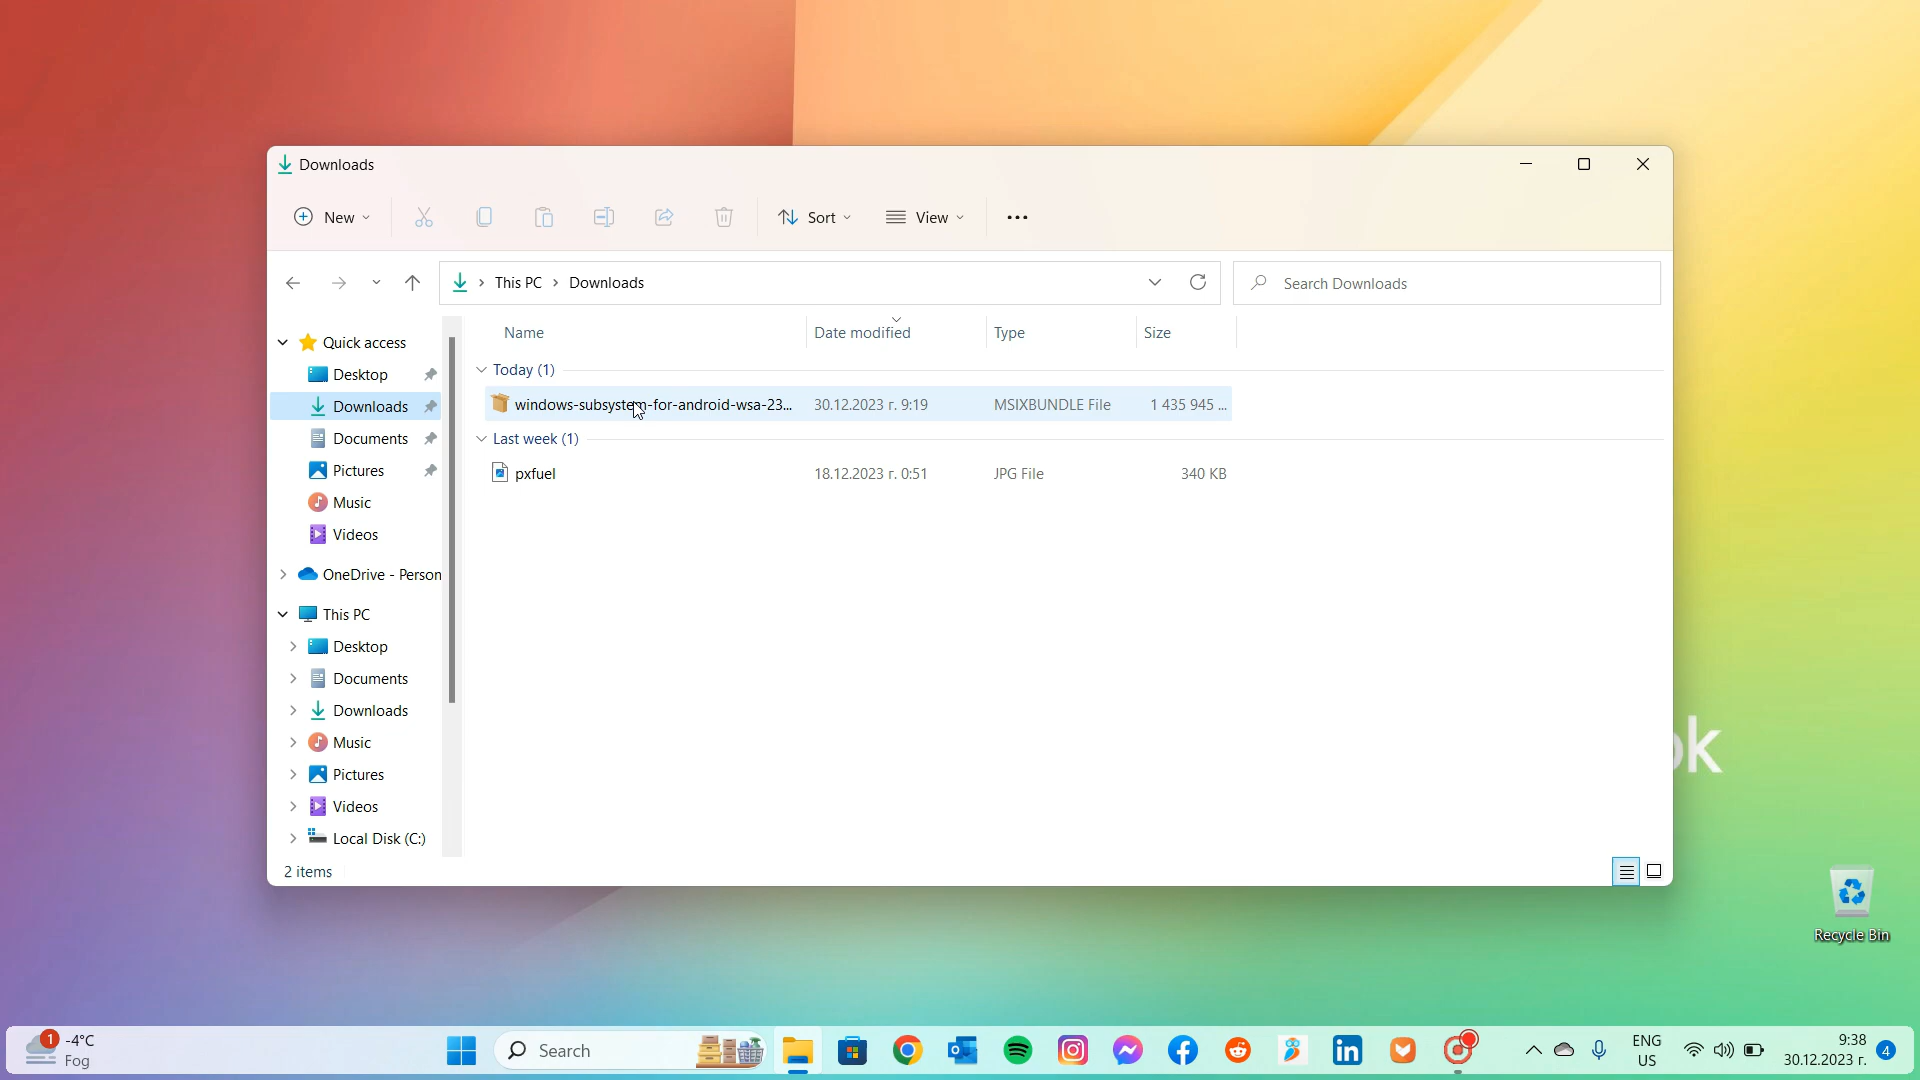 Downloads
New
Sort
View
This PC
Downloads
Search Downloads
Name
Date modified
Type
Size
Quick access
Desktop
Downloads
Documents
Pictures
Music
Videos
OneDrive - Person
This PC
Desktop
Documents
Downloads
Music
Pictures
Videos
Local Disk (C:)
Today (1)
windows-subsystem-for-android-wsa-23... 30.12.2023 г. 9:19 MSIXBUNDLE File 1 435 945 ...
Last week (1)
pxfuel 18.12.2023 г. 0:51 JPG File 340 KB
2 items
ok
Recycle Bin
1
-4°C
Fog
Search
ENG
US
9:38
30.12.2023 г.
4